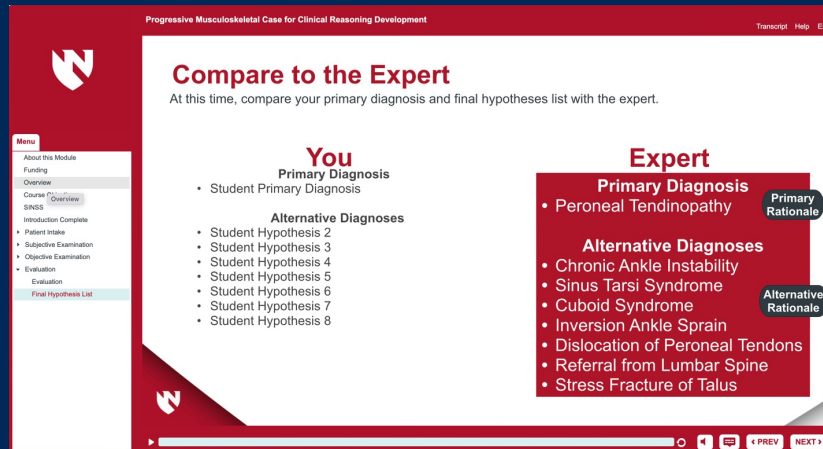 Progressive Musculoskeletal Case for Clinical Reasoning Development
Transcript Help
Compare to the Expert
At this time, compare your primary diagnosis and final hypotheses list with the expert.
Menu
About this Module
Funding
Overview
Course
Overview
SINSS
Introduction Complete
Patient Intake
Subjective Examination
Objective Examination
Evaluation
Evaluation
Final Hypothesis List
You
Primary Diagnosis
• Student Primary Diagnosis
Alternative Diagnoses
• Student Hypothesis 2
• Student Hypothesis 3
• Student Hypothesis 4
• Student Hypothesis 5
• Student Hypothesis 6
• Student Hypothesis 7
• Student Hypothesis 8
Expert
Primary Diagnosis
• Peroneal Tendinopathy
Primary
Rationale
Alternative Diagnoses
• Chronic Ankle Instability
• Sinus Tarsi Syndrome
• Cuboid Syndrome
• Inversion Ankle Sprain
• Dislocation of Peroneal Tendons
• Referral from Lumbar Spine
• Stress Fracture of Talus
Alternative
Rationale
N
N
PREV
NEXT